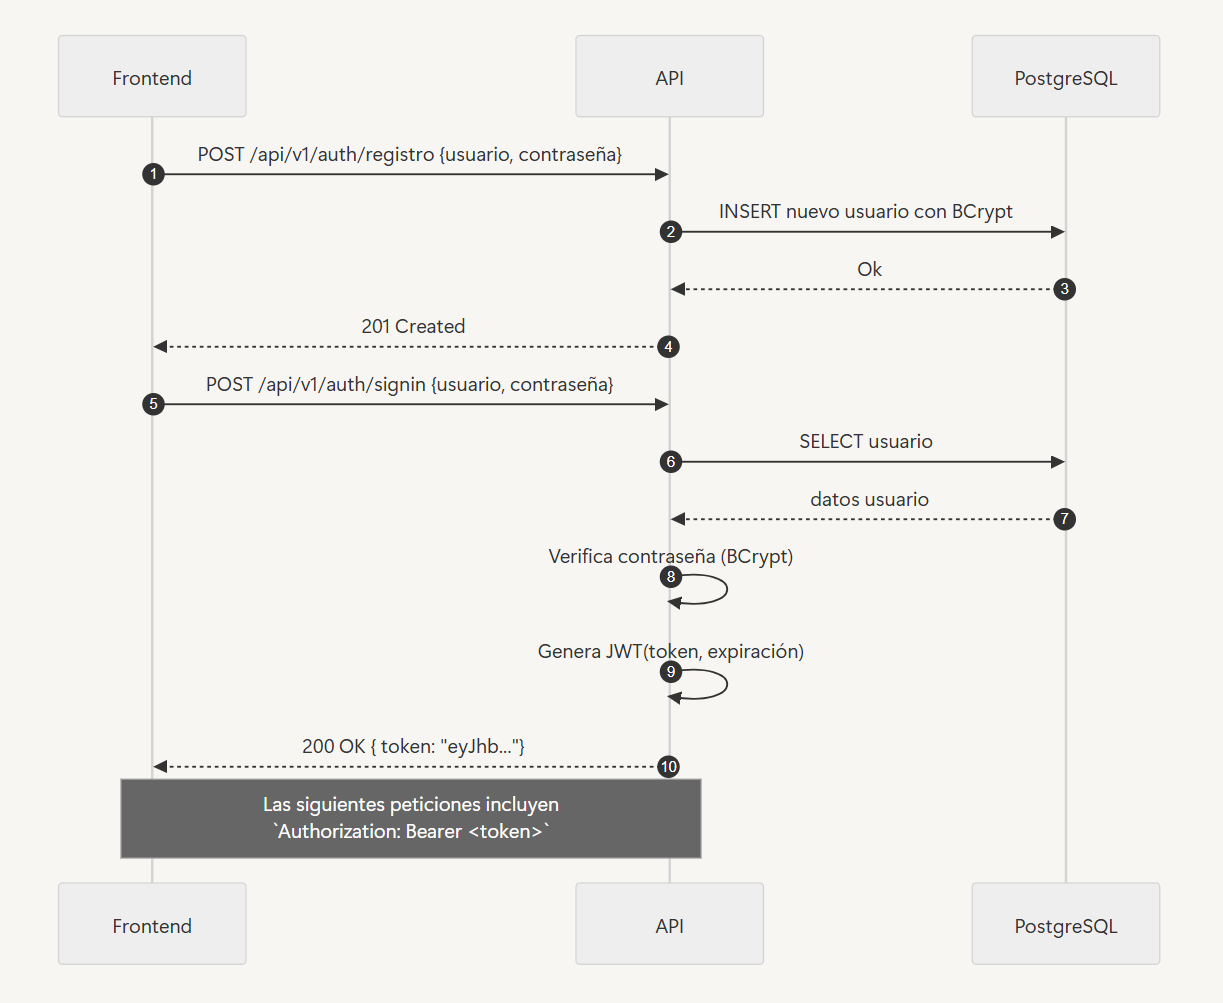 Frontend
API
PostgreSQL
POST /api/v1/auth/registro {usuario, contraseña}
1
INSERT nuevo usuario con BCrypt
2
Ok
3
201 Created
4
POST /api/v1/auth/signin {usuario, contraseña}
5
SELECT usuario
6
datos usuario
7
Verifica contraseña (BCrypt)
8
Genera JWT(token, expiración)
9
200 OK { token: "eyJhb..."}
10
Las siguientes peticiones incluyen
`Authorization: Bearer <token>`
Frontend
API
PostgreSQL